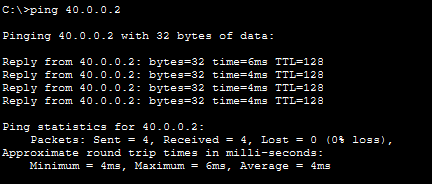 C:\>ping 40.0.0.2
Pinging 40.0.0.2 with 32 bytes of data:
Reply from 40.0.0.2: bytes=32 time=6ms TTL=128
Reply from 40.0.0.2: bytes=32 time=4ms TTL=128
Reply from 40.0.0.2: bytes=32 time=4ms TTL=128
Reply from 40.0.0.2: bytes=32 time=4ms TTL=128
Ping statistics for 40.0.0.2:
    Packets: Sent = 4, Received = 4, Lost = 0 (0% loss),
Approximate round trip times in milli-seconds:
    Minimum = 4ms, Maximum = 6ms, Average = 4ms